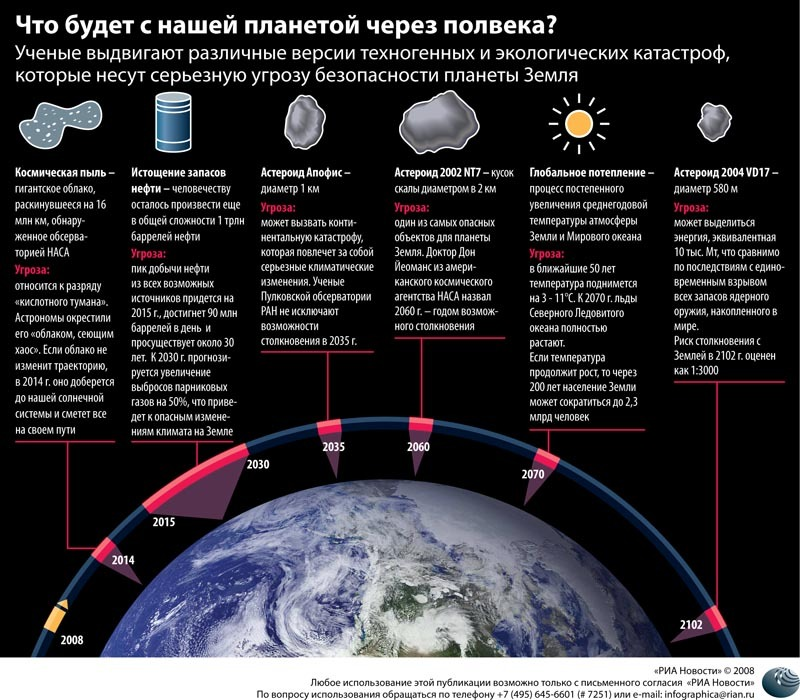 Что будет с нашей планетой через полвека?
Ученые выдвигают различные версии техногенных и экологических катастроф,
которые несут серьезную угрозу безопасности планеты Земля
Космическая пыль –
гигантское облако,
раскинувшееся на 16
млн км, обнару-
женное обсерва-
торией НАСА
Угроза:
относится к разряду
«кислотного тумана».
Астрономы окрестили
его «облаком, сеющим
хаос». Если облако не
изменит траекторию,
в 2014 г. оно доберется
до нашей солнечной
системы и сметет все
на своем пути
Истощение запасов
нефти – человечеству
осталось произвести еще
в общей сложности 1 трлн
баррелей нефти
Угроза:
пик добычи нефти
из всех возможных
источников придется на
2015 г., достигнет 90 млн
баррелей в день и
просуществует около 30
лет. К 2030 г. прогнози-
руется увеличение
выбросов парниковых
газов на 50%, что приве-
дет к опасным измене-
ниям климата на Земле
Астероид Апофис –
диаметр 1 км
Угроза:
может вызвать конти-
нентальную катастрофу,
которая повлечет за собой
серьезные климатические
изменения. Ученые
Пулковской обсерватории
РАН не исключают
возможности
столкновения в 2035 г.
Астероид 2002 NT7 – кусок
скалы диаметром в 2 км
Угроза:
один из самых опасных
объектов для планеты
Земля. Доктор Дон
Йеоманс из амери-
канского космического
агентства НАСА назвал
2060 г. – годом возмож-
ного столкновения
Глобальное потепление –
процесс постепенного
увеличения среднегодовой
температуры атмосферы
Земли и Мирового океана
Угроза:
в ближайшие 50 лет
температура поднимется
на 3 - 11°С. К 2070 г. льды
Северного Ледовитого
океана полностью
растают.
Если температура
продолжит рост, то через
200 лет население Земли
может сократиться до 2,3
млрд человек
Астероид 2004 VD17 –
диаметр 580 м
Угроза:
может выделиться
энергия, эквивалентная
10 тыс. Мт, что сравнимо
по последствиям с едино-
временным взрывом
всех запасов ядерного
оружия, накопленного в
мире.
Риск столкновения с
Землей в 2102 г. оценен
как 1:3000
2008
2014
2015
2030
2035
2060
2070
2102
«РИА Новости» © 2008
Любое использование этой публикации возможно только с письменного согласия «РИА Новости»
По вопросу использования обращаться по телефону +7 (495) 645-6601 (# 7251) или e-mail: infographica@rian.ru